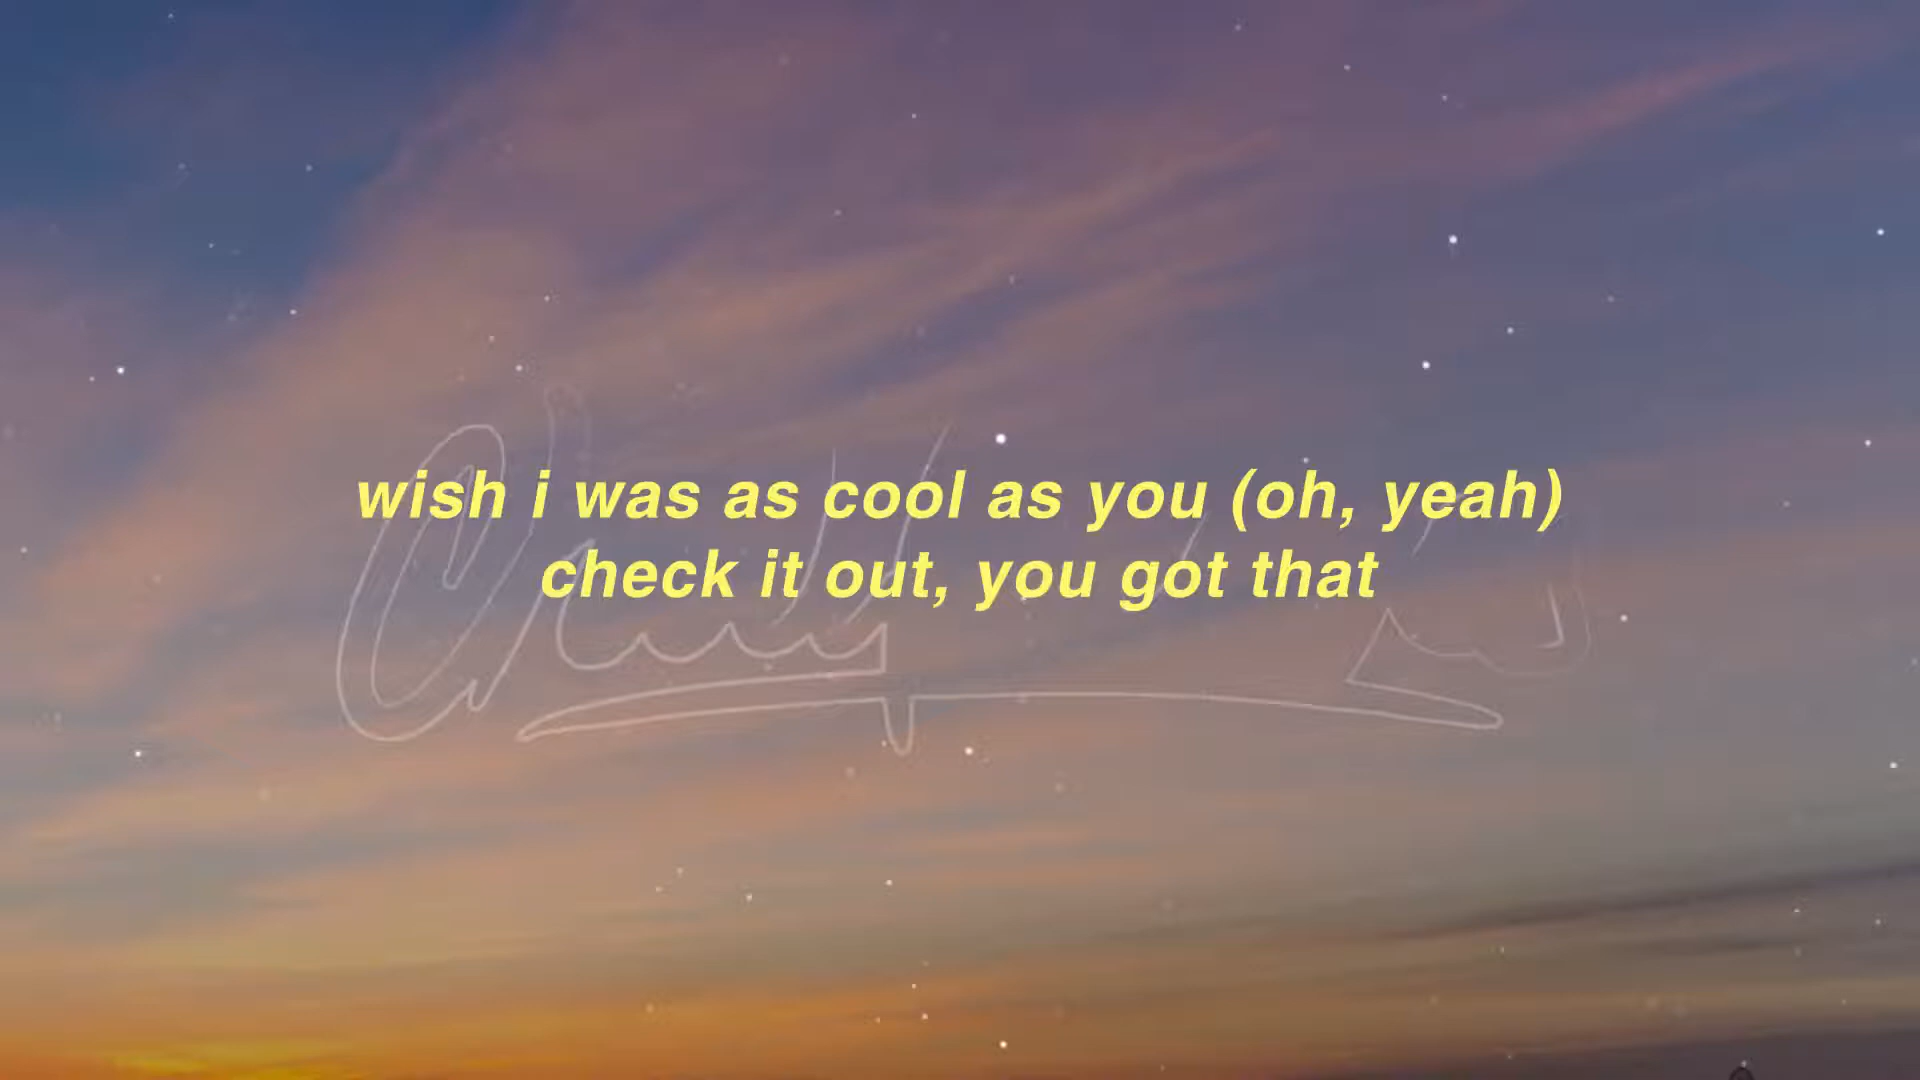 wish i was as cool as you (oh, yeah)
check it out, you got that